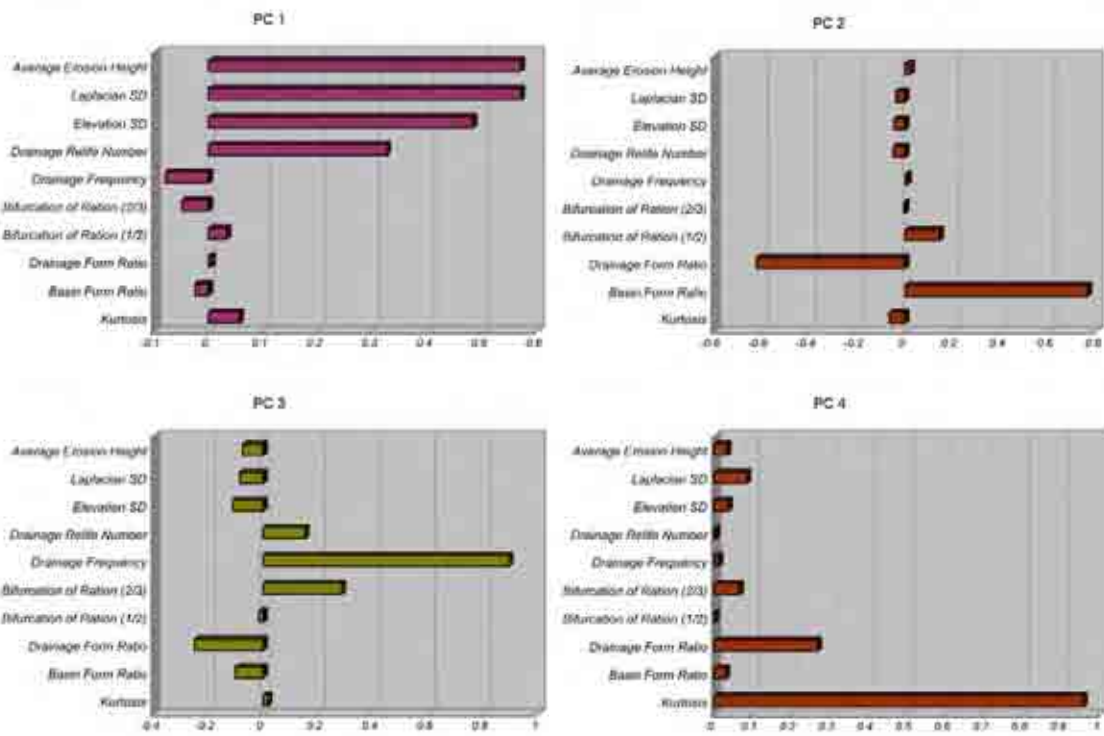 PC 1
Average Erosion Height
Laplacian SD
Elevation SD
Drainage Relife Number
Drainage Frequency
Bifurcation of Ration (2/3)
Bifurcation of Ration (1/2)
Drainage Form Ratio
Basin Form Ratio
Kurtosis
-0.1 0 0.1 0.2 0.3 0.4 0.5 0.6
PC 2
Average Erosion Height
Laplacian SD
Elevation SD
Drainage Relife Number
Drainage Frequency
Bifurcation of Ration (2/3)
Bifurcation of Ration (1/2)
Drainage Form Ratio
Basin Form Ratio
Kurtosis
-0.8 -0.6 -0.4 -0.2 0 0.2 0.4 0.6 0.8
PC 3
Average Erosion Height
Laplacian SD
Elevation SD
Drainage Relife Number
Drainage Frequency
Bifurcation of Ration (2/3)
Bifurcation of Ration (1/2)
Drainage Form Ratio
Basin Form Ratio
Kurtosis
-0.4 -0.2 0 0.2 0.4 0.6 0.8 1
PC 4
Average Erosion Height
Laplacian SD
Elevation SD
Drainage Relife Number
Drainage Frequency
Bifurcation of Ration (2/3)
Bifurcation of Ration (1/2)
Drainage Form Ratio
Basin Form Ratio
Kurtosis
0 0.1 0.2 0.3 0.4 0.5 0.6 0.7 0.8 0.9 1